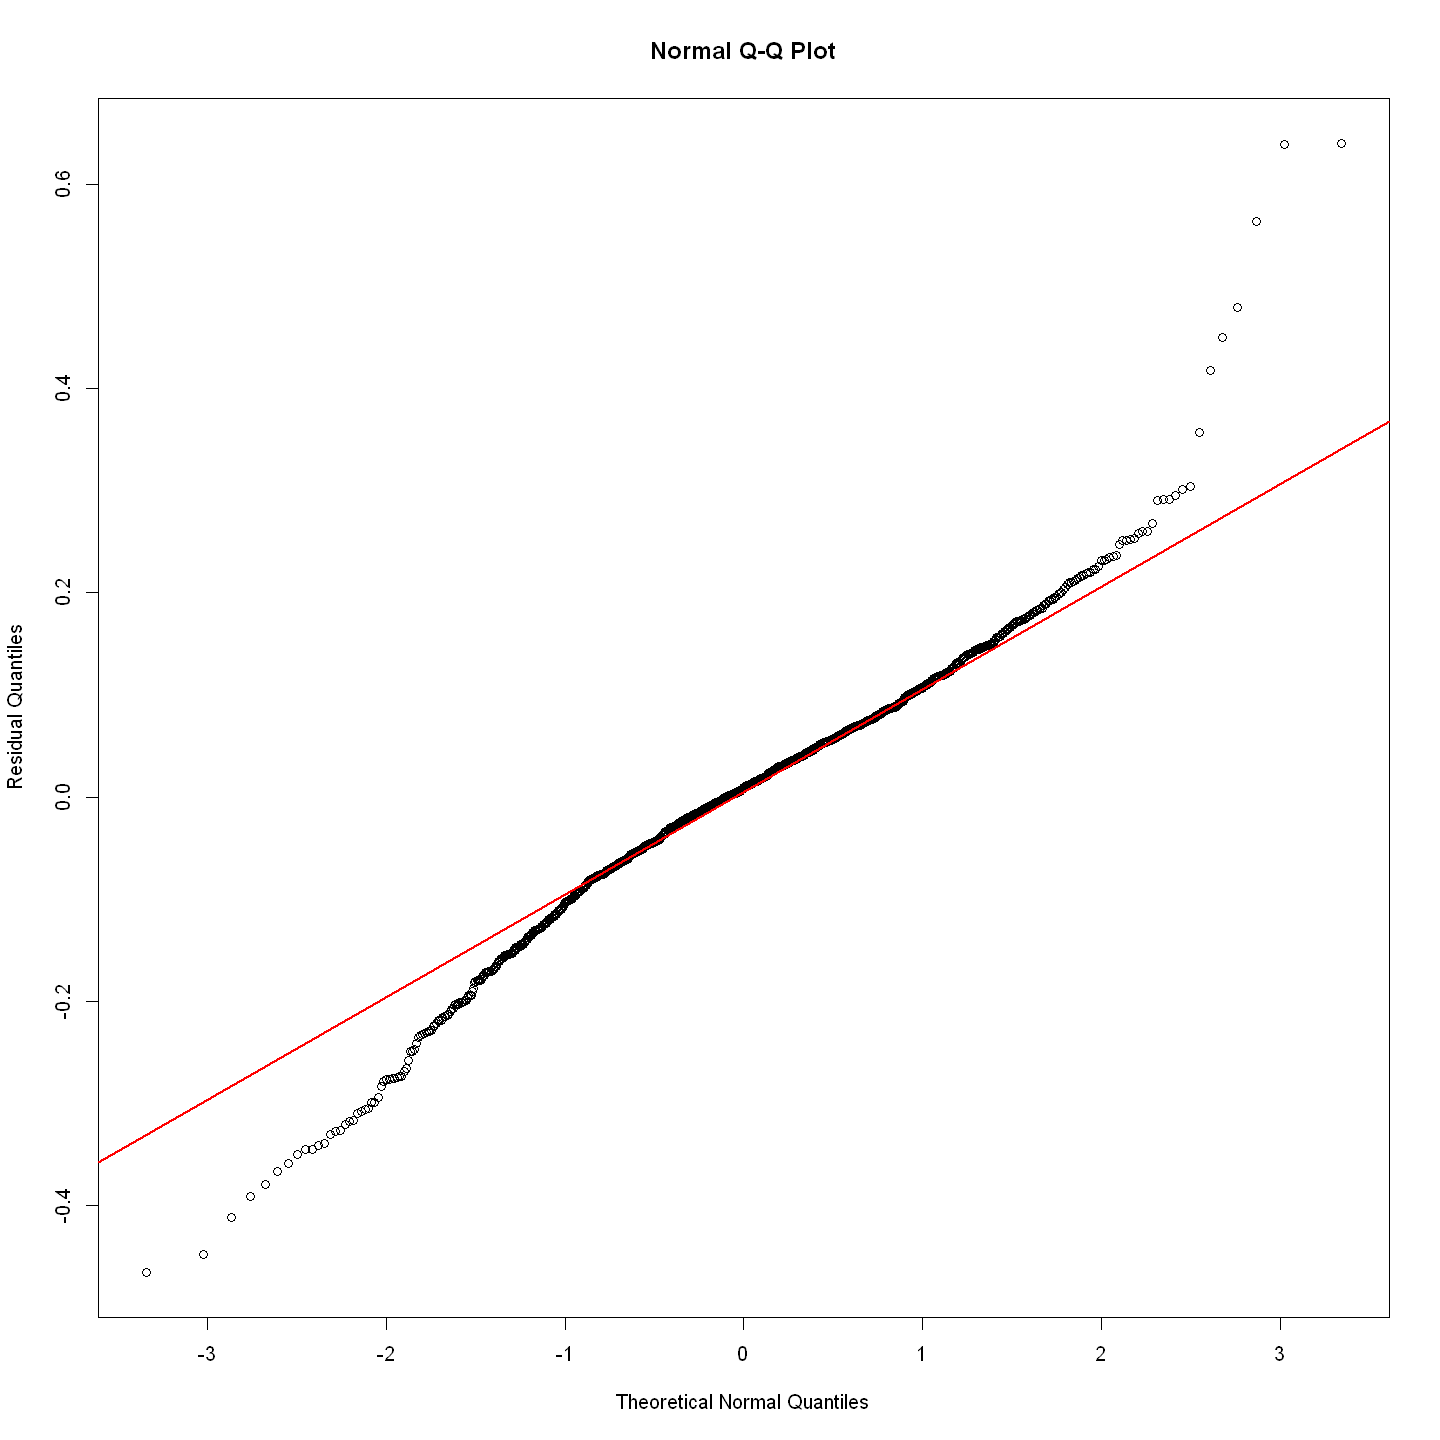 Normal Q-Q Plot
0.6
0.4
0.2
0.0
-0.2
-0.4
Residual Quantiles
-3 -2 -1 0 1 2 3
Theoretical Normal Quantiles